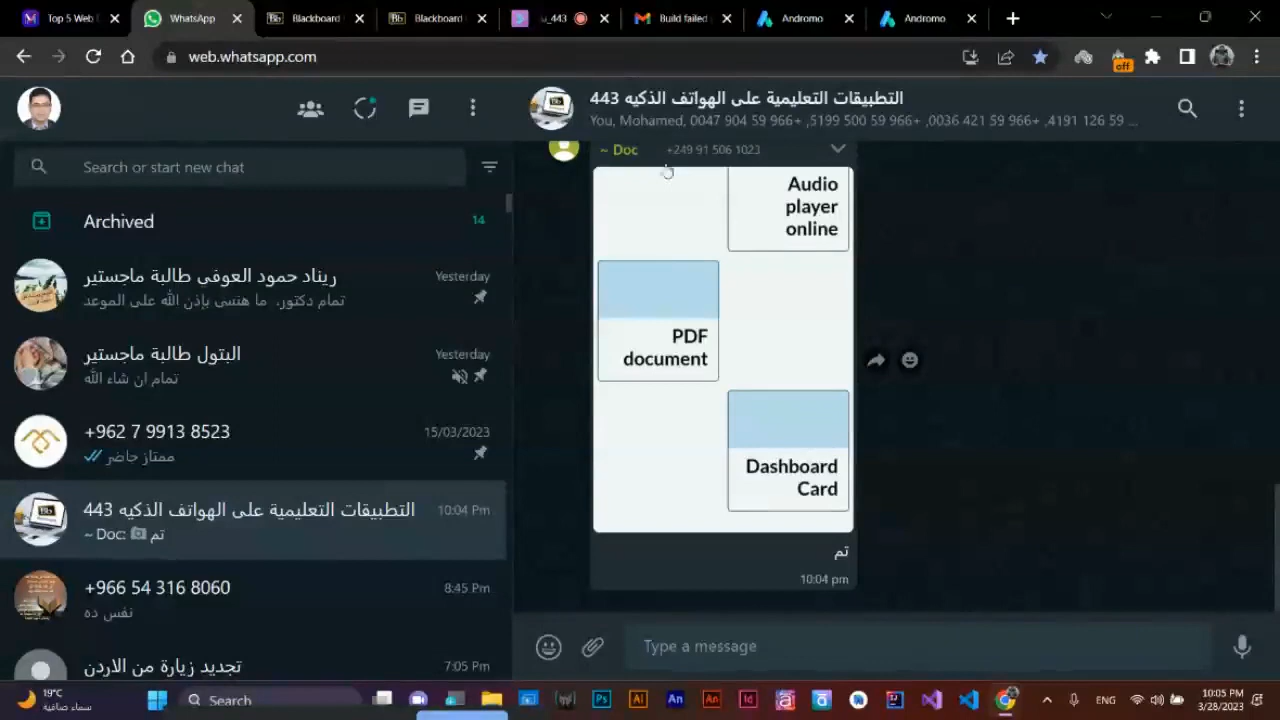 Top 5 Web
WhatsApp
Blackboard
Blackboard
_443
Build failed
Andromo
Andromo
web.whatsapp.com
off
التطبيقات التعليمية على الهواتف الذكيه 443
You, Mohamed, 0047 904 59 966+ ,5199 500 59 966+ ,0036 421 59 966+ ,4191 126 59 ...
Search or start new chat
Archived
14
ريناد حمود العوفي طالبة ماجستير
Yesterday
تمام دكتور، ما هنسى بإذن الله على الموعد
البتول طالبة ماجستير
Yesterday
تمام ان شاء الله
+962 7 9913 8523
15/03/2023
ممتاز حاضر
التطبيقات التعليمية على الهواتف الذكيه 443
10:04 Pm
~ Doc: تم
+966 54 316 8060
8:45 Pm
نفس ده
تجديد زيارة من الاردن
7:05 Pm
~ Doc
+249 91 506 1023
Audio
player
online
PDF
document
Dashboard
Card
تم
10:04 pm
Type a message
19°C
سماء صافية
Search
ENG
10:05 PM
3/28/2023